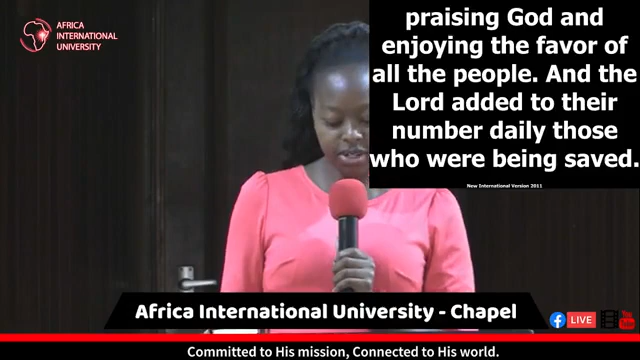 AFRICA
INTERNATIONAL
UNIVERSITY
praising God and
enjoying the favor of
all the people. And the
Lord added to their
number daily those
who were being saved.
New International Version 2011
Africa International University - Chapel
LIVE
Committed to His mission, Connected to His world.